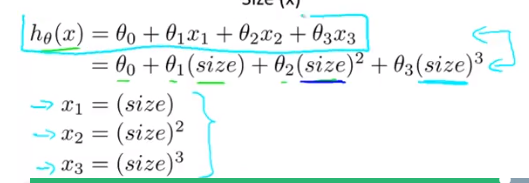 Size (x)
hθ(x) = θ0 + θ1x1 + θ2x2 + θ3x3
= θ0 + θ1(size) + θ2(size)² + θ3(size)³
→ x1 = (size)
→ x2 = (size)²
→ x3 = (size)³